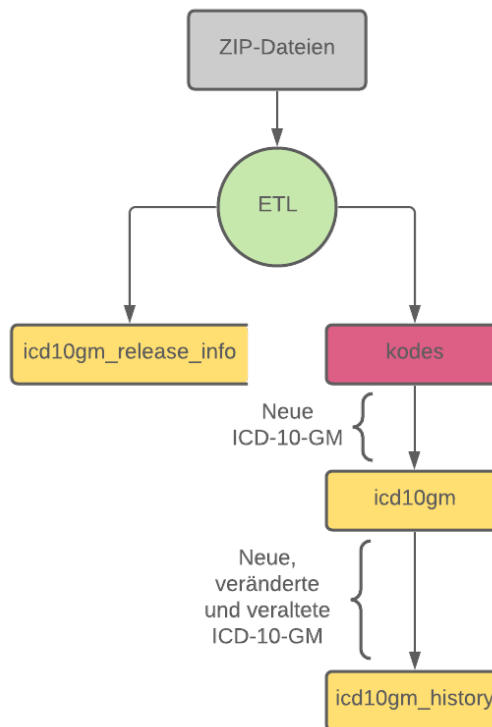 ZIP-Dateien
ETL
icd10gm_release_info
kodes
Neue
ICD-10-GM
icd10gm
Neue,
veränderte
und veraltete
ICD-10-GM
icd10gm_history